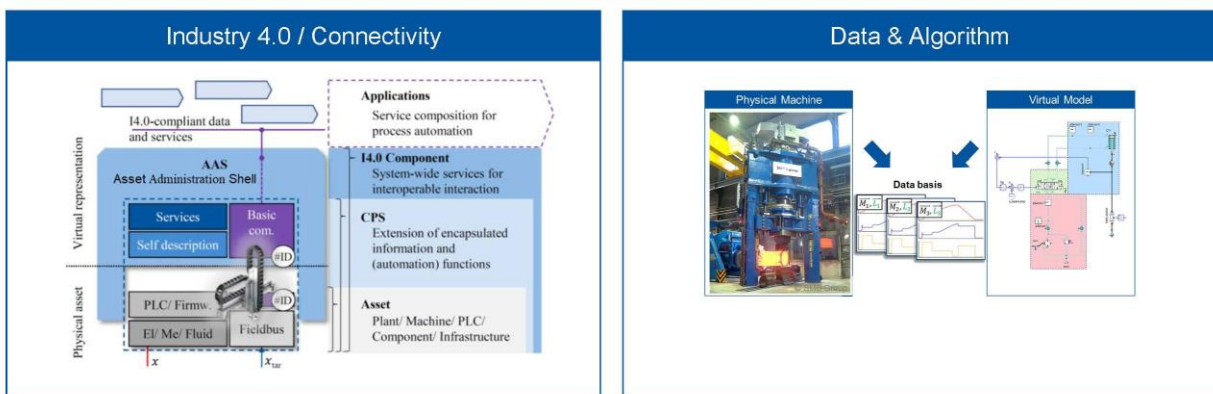 Industry 4.0 / Connectivity
I4.0-compliant data
and services
Virtual representation
Physical asset
AAS
Asset Administration Shell
Services
Self description
Basic
com.
#ID
#ID
PLC/ Firmw.
El/ Me/ Fluid
Fieldbus
x
x_tar
Applications
Service composition for
process automation
I4.0 Component
System-wide services for
interoperable interaction
CPS
Extension of encapsulated
information and
(automation) functions
Asset
Plant/ Machine/ PLC/
Component/ Infrastructure
Data & Algorithm
Physical Machine
Virtual Model
Data basis